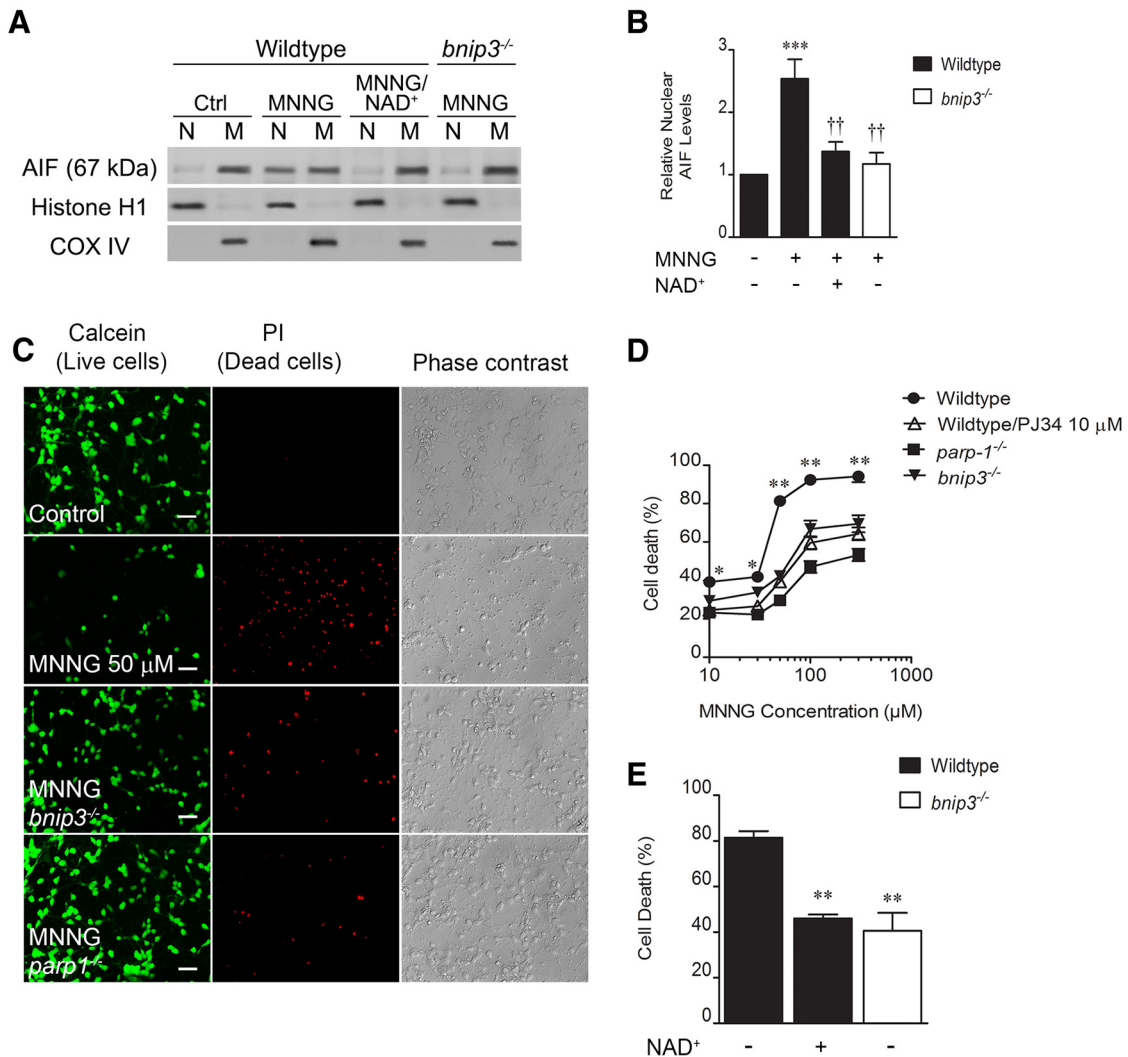 A
Wildtype bnip3-/-
Ctrl MNNG MNNG/ NAD+ MNNG
N M N M N M N M
AIF (67 kDa)
Histone H1
COX IV
B
Relative Nuclear
AIF Levels
3
2
1
0
***
††
††
Wildtype
bnip3-/-
MNNG - + + +
NAD+ - - + -
C
Calcein
(Live cells)
PI
(Dead cells)
Phase contrast
Control
MNNG 50 µM
MNNG
bnip3-/-
MNNG
parp1-/-
D
Wildtype
Wildtype/PJ34 10 µM
parp-1-/-
bnip3-/-
Cell death (%)
100
80
60
40
20
0
* * ** ** **
10 100 1000
MNNG Concentration (µM)
E
Wildtype
bnip3-/-
Cell Death (%)
100
80
60
40
20
0
** **
NAD+ - + -